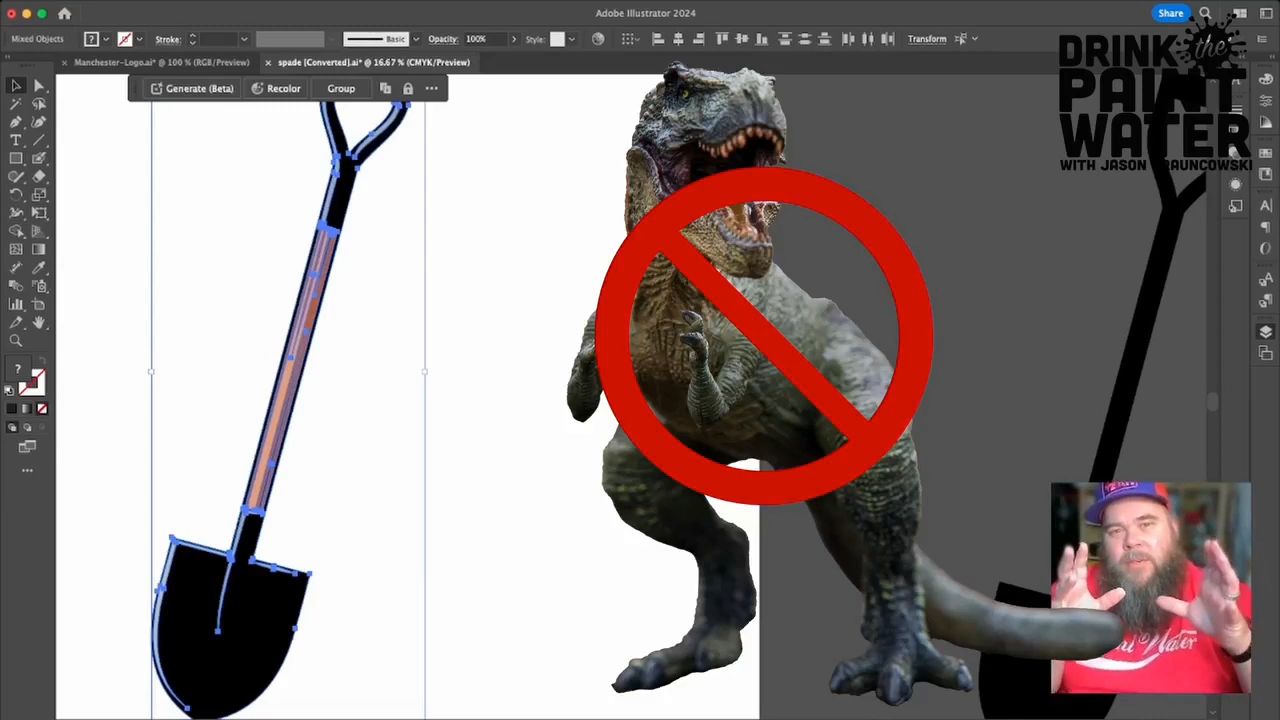 Adobe Illustrator 2024
Share
Mixed Objects
?
Stroke:
Basic
Opacity:
100%
Style:
Transform
× Manchester-Logo.ai* @ 100 % (RGB/Preview)
× spade [Converted].ai* @ 16.67 % (CMYK/Preview)
Generate (Beta)
Recolor
Group
?
DRINK the
PAINT
WATER
WITH JASON